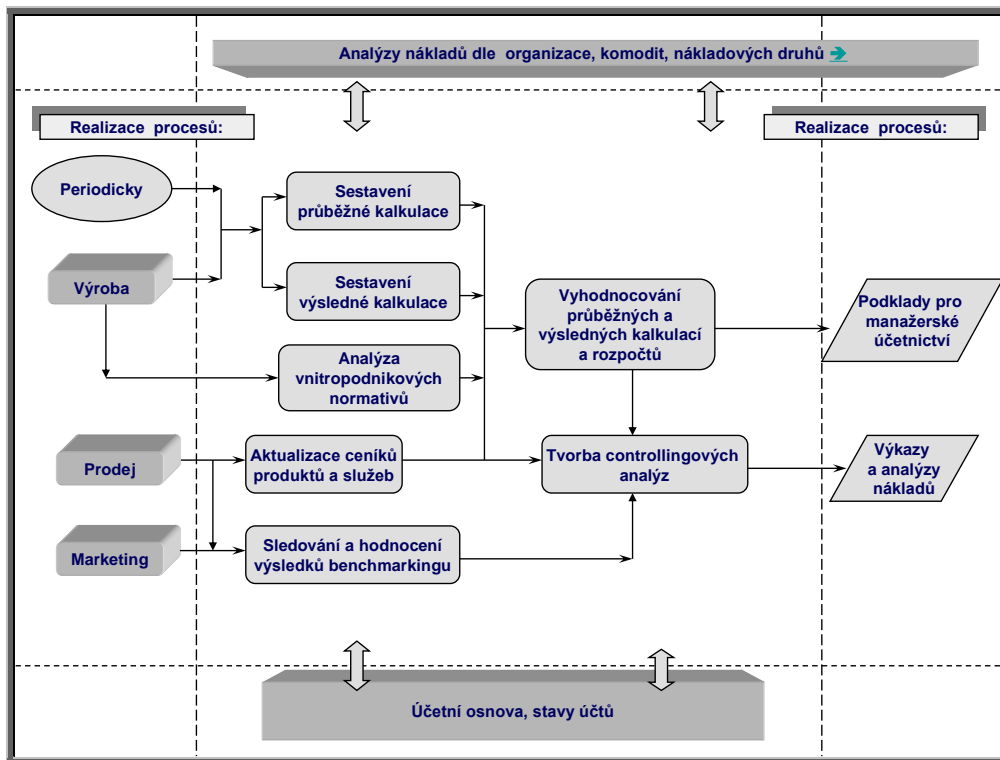 Analýzy nákladů dle organizace, komodit, nákladových druhů ➔
Realizace procesů:
Realizace procesů:
Periodicky
Sestavení
průběžné kalkulace
Výroba
Sestavení
výsledné kalkulace
Vyhodnocování
průběžných a
výsledných kalkulací
a rozpočtů
Podklady pro
manažerské
účetnictví
Analýza
vnitropodnikových
normativů
Prodej
Aktualizace ceníků
produktů a služeb
Tvorba controllingových
analýz
Výkazy
a analýzy
nákladů
Marketing
Sledování a hodnocení
výsledků benchmarkingu
Účetní osnova, stavy účtů